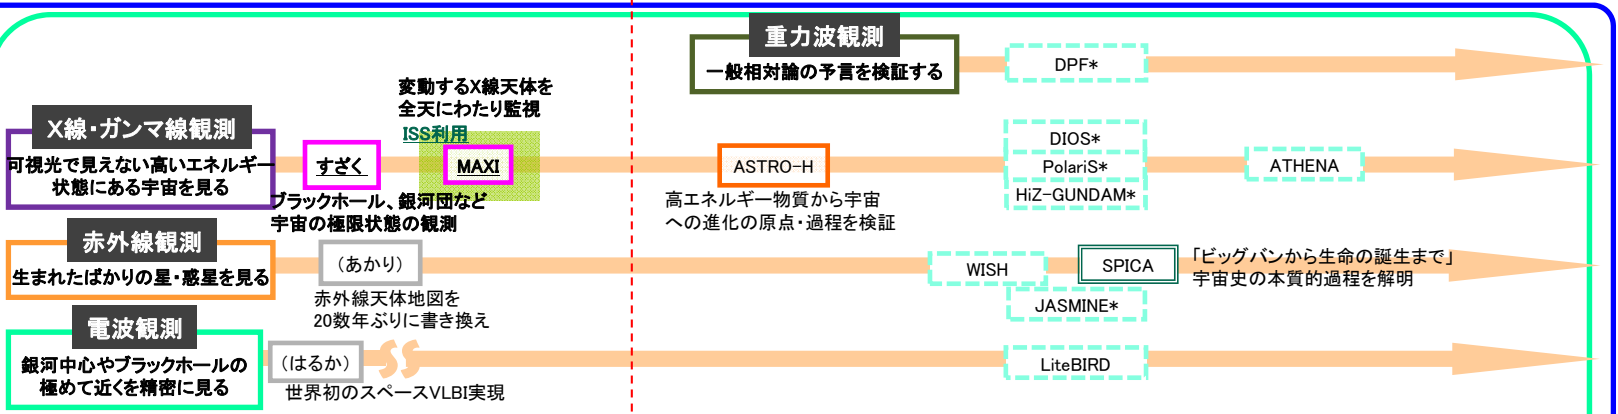 重力波観測
一般相対論の予言を検証する
DPF*
変動するX線天体を
全天にわたり監視
ISS利用
X線・ガンマ線観測
可視光で見えない高いエネルギー
状態にある宇宙を見る
すざく
MAXI
ASTRO-H
DIOS*
PolariS*
HiZ-GUNDAM*
ATHENA
ブラックホール、銀河団など
宇宙の極限状態の観測
高エネルギー物質から宇宙
への進化の原点・過程を検証
赤外線観測
生まれたばかりの星・惑星を見る
(あかり)
赤外線天体地図を
20数年ぶりに書き換え
WISH
SPICA
JASMINE*
「ビッグバンから生命の誕生まで」
宇宙史の本質的過程を解明
電波観測
銀河中心やブラックホールの
極めて近くを精密に見る
(はるか)
世界初のスペースVLBI実現
LiteBIRD